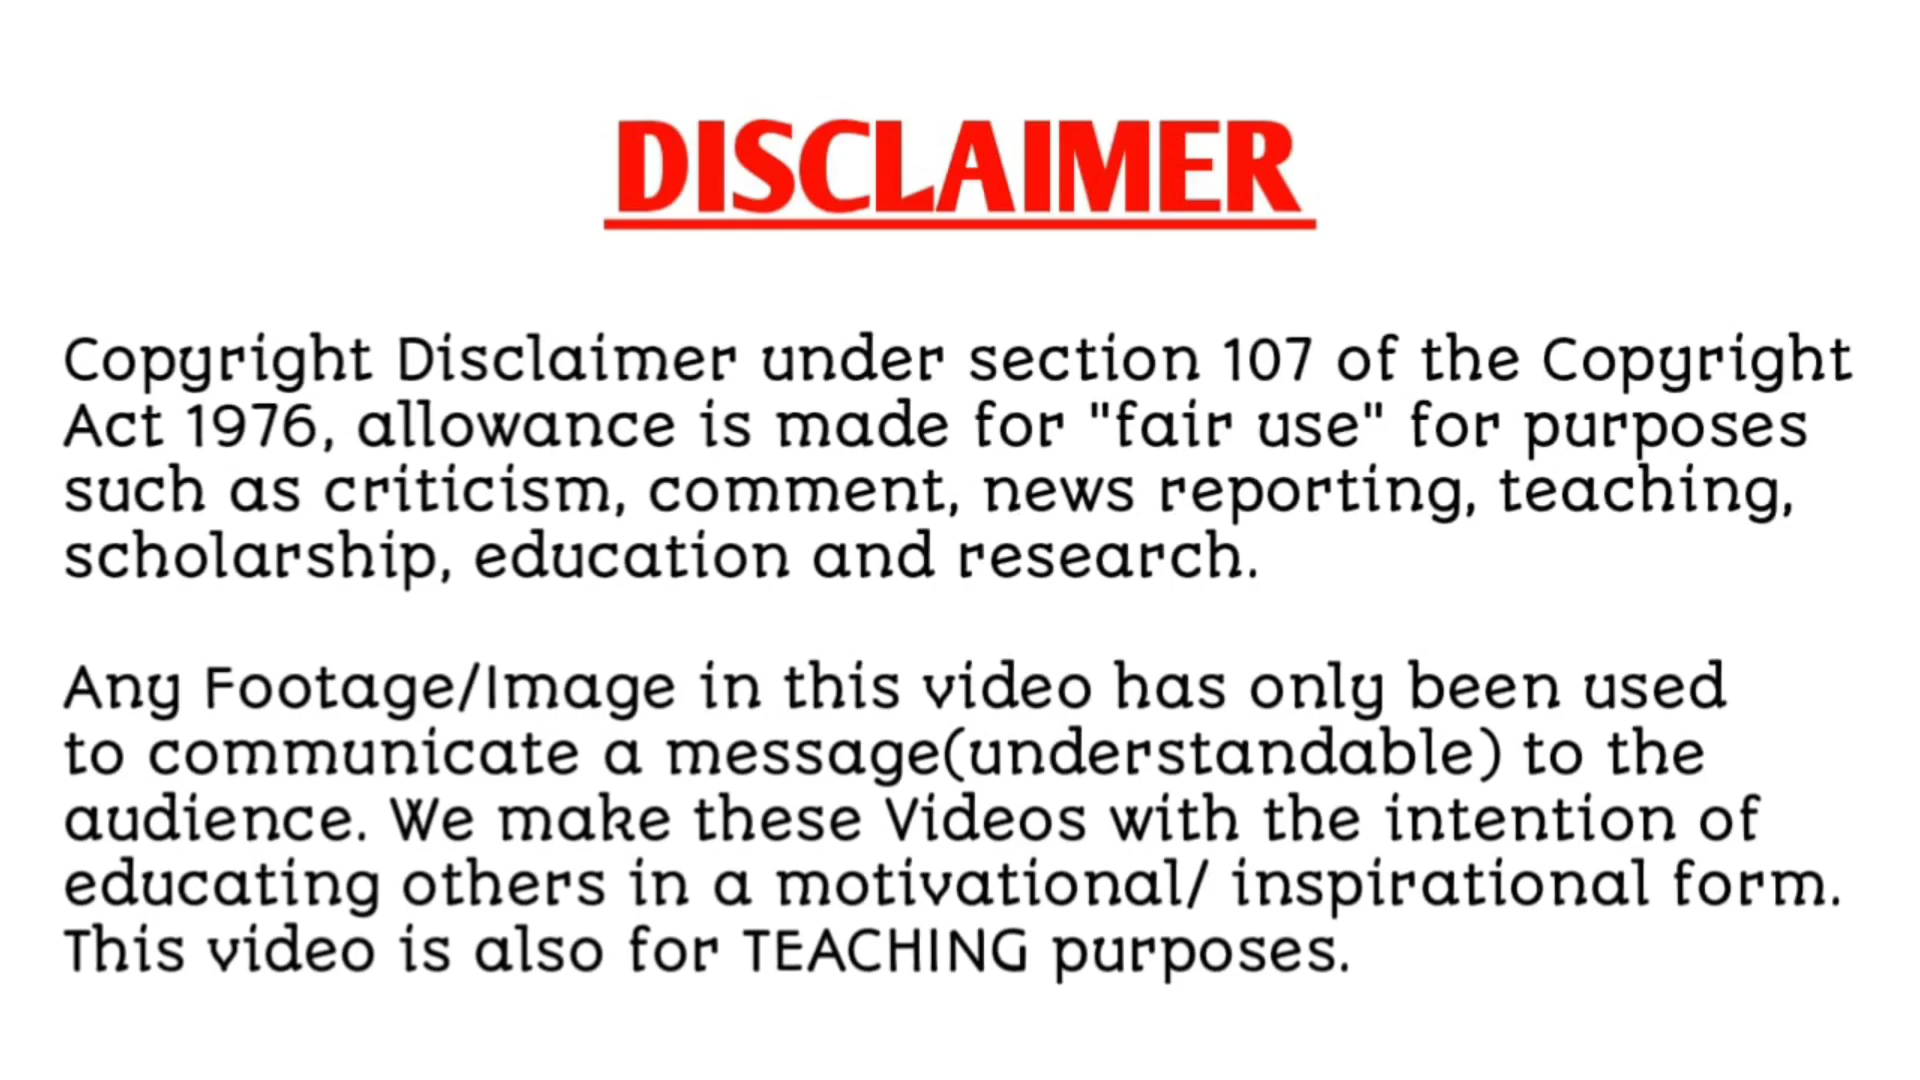 DISCLAIMER
Copyright Disclaimer under section 107 of the Copyright
Act 1976, allowance is made for "fair use" for purposes
such as criticism, comment, news reporting, teaching,
scholarship, education and research.
Any Footage/Image in this video has only been used
to communicate a message(understandable) to the
audience. We make these Videos with the intention of
educating others in a motivational/ inspirational form.
This video is also for TEACHING purposes.